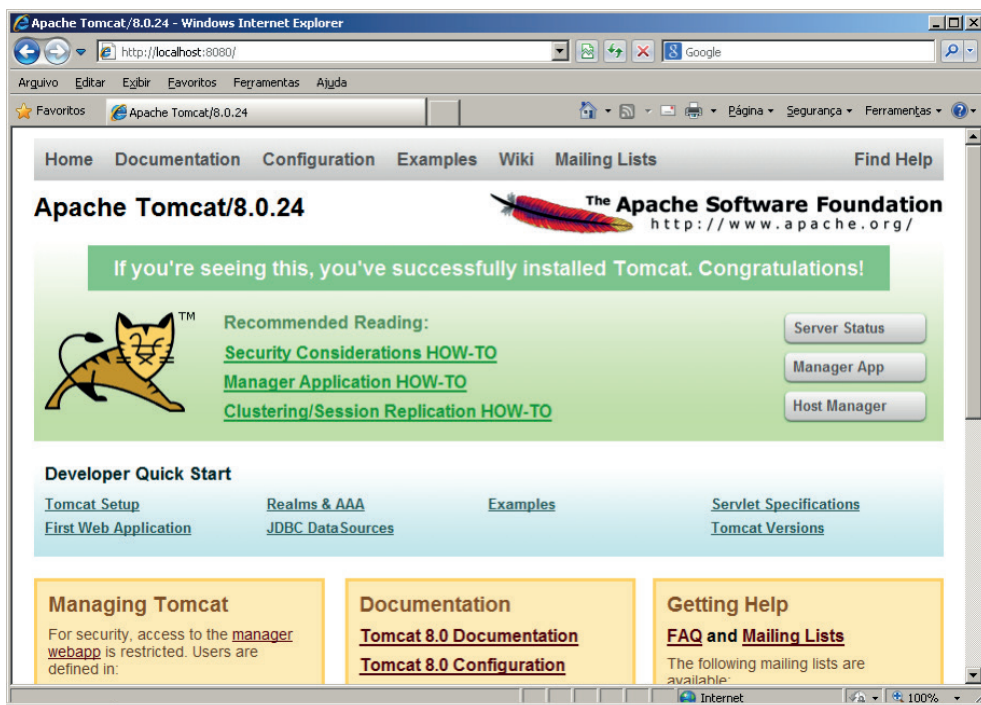 Apache Tomcat/8.0.24 - Windows Internet Explorer
http://localhost:8080/
Google
Arquivo Editar Exibir Favoritos Ferramentas Ajuda
Favoritos Apache Tomcat/8.0.24 Página Segurança Ferramentas
Home Documentation Configuration Examples Wiki Mailing Lists Find Help
Apache Tomcat/8.0.24
The Apache Software Foundation
http://www.apache.org/
If you're seeing this, you've successfully installed Tomcat. Congratulations!
TM
Recommended Reading:
Security Considerations HOW-TO
Manager Application HOW-TO
Clustering/Session Replication HOW-TO
Server Status
Manager App
Host Manager
Developer Quick Start
Tomcat Setup Realms & AAA Examples Servlet Specifications
First Web Application JDBC DataSources Tomcat Versions
Managing Tomcat
For security, access to the manager
webapp is restricted. Users are
defined in:
Documentation
Tomcat 8.0 Documentation
Tomcat 8.0 Configuration
Getting Help
FAQ and Mailing Lists
The following mailing lists are
available:
Internet 100%